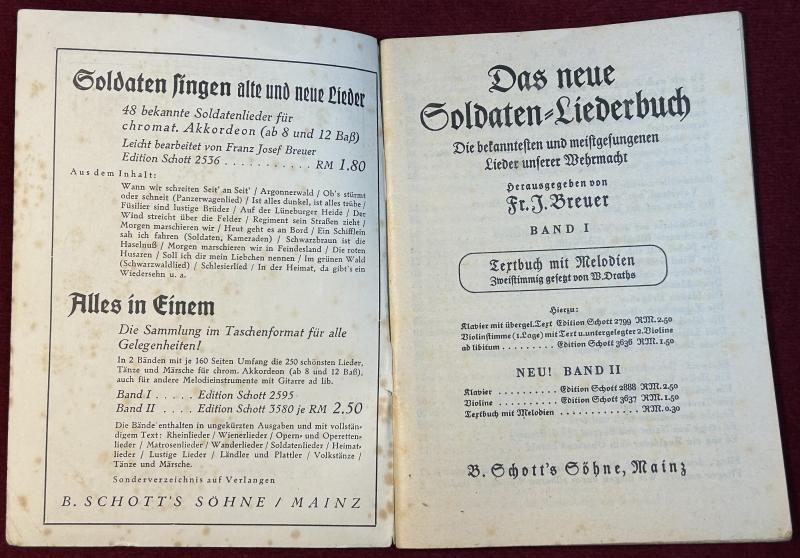 Soldaten singen alte und neue Lieder
48 bekannte Soldatenlieder für
chromat. Akkordeon (ab 8 und 12 Baß)
Leicht bearbeitet von Franz Josef Breuer
Edition Schott 2536 . . . . . . . . . . . RM 1.80
Aus dem Inhalt:
Wann wir schreiten Seit' an Seit' / Argonnerwald / Ob's stürmt
oder schneit (Panzerwagenlied) / Ist alles dunkel, ist alles trübe /
Füsilier sind lustige Brüder / Auf der Lüneburger Heide / Der
Wind streicht über die Felder / Regiment sein Straßen zieht /
Morgen marschieren wir / Heut geht es an Bord / Ein Schifflein
sah ich fahren (Soldaten, Kameraden) / Schwarzbraun ist die
Haselnuß / Morgen marschieren wir in Feindesland / Die roten
Husaren / Soll ich dir mein Liebchen nennen / Im grünen Wald
(Schwarzwaldlied) / Schlesierlied / In der Heimat, da gibt's ein
Wiedersehn u. a.
Alles in Einem
Die Sammlung im Taschenformat für alle
Gelegenheiten!
In 2 Bänden mit je 160 Seiten Umfang die 250 schönsten Lieder,
Tänze und Märsche für chrom. Akkordeon (ab 8 und 12 Baß),
auch für andere Melodieinstrumente mit Gitarre ad lib.
Band I . . . . . Edition Schott 2595
Band II . . . . Edition Schott 3580 je RM 2.50
Die Bände enthalten in ungekürzten Ausgaben und mit vollstän-
digem Text: Rheinlieder / Wienerlieder / Opern- und Operetten-
lieder / Matrosenlieder / Wanderlieder / Soldatenlieder / Heimat-
lieder / Lustige Lieder / Ländler und Plattler / Volkstänze /
Tänze und Märsche.
Sonderverzeichnis auf Verlangen
B. SCHOTT'S SÖHNE / MAINZ
Das neue
Soldaten-Liederbuch
Die bekanntesten und meistgesungenen
Lieder unserer Wehrmacht
Herausgegeben von
Fr. J. Breuer
BAND I
Textbuch mit Melodien
Zweistimmig gesetzt von W. Draths
Hierzu:
Klavier mit übergel. Text Edition Schott 2799 RM. 2.50
Violinstimme (1. Lage) mit Text u. untergelegter 2. Violine
ad libitum . . . . . . . . . Edition Schott 3636 RM. 1.50
NEU! BAND II
Klavier . . . . . . . . . . Edition Schott 2888 RM. 2.50
Violine . . . . . . . . . . Edition Schott 3637 RM. 1.50
Textbuch mit Melodien . . . . . . . . . . . . . RM. 0.30
B. Schott's Söhne, Mainz